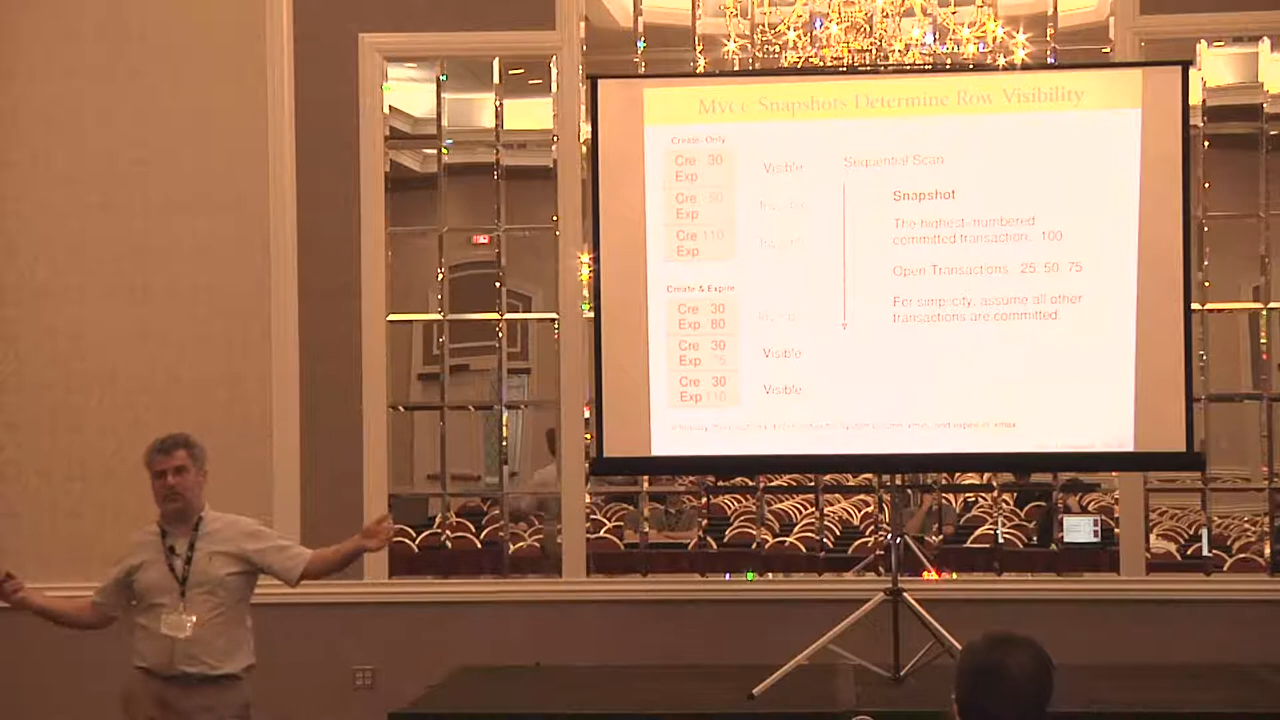 MVCC Snapshots Determine Row Visibility
Create-Only
Cre 30
Exp
Visible
Cre 50
Exp
Cre 110
Exp
Create & Expire
Cre 30
Exp 80
Cre 30
Exp 75
Visible
Cre 30
Exp 110
Visible
Sequential Scan
Snapshot
The highest-numbered
committed transaction: 100
Open Transactions: 25, 50, 75
For simplicity, assume all other
transactions are committed.